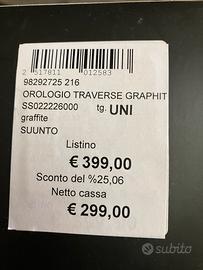 2 517811 012583
98292725 216
OROLOGIO TRAVERSE GRAPHIT
SS022226000 tg. UNI
graffite
SUUNTO
Listino
€ 399,00
Sconto del %25,06
Netto cassa
€ 299,00
subito